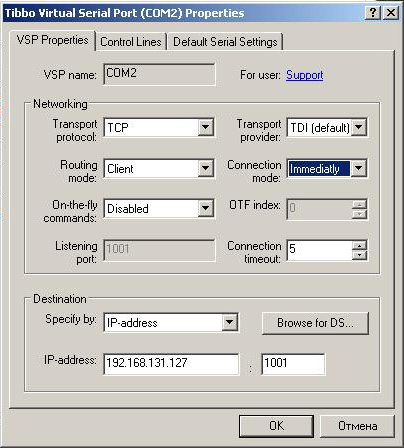 Tibbo Virtual Serial Port (COM2) Properties
VSP Properties Control Lines Default Serial Settings
VSP name: COM2 For user: Support
Networking
Transport protocol: TCP Transport provider: TDI (default)
Routing mode: Client Connection mode: Immediatly
On-the-fly commands: Disabled OTF index: 0
Listening port: 1001 Connection timeout: 5
Destination
Specify by: IP-address Browse for DS...
IP-address: 192.168.131.127 : 1001
OK Отмена